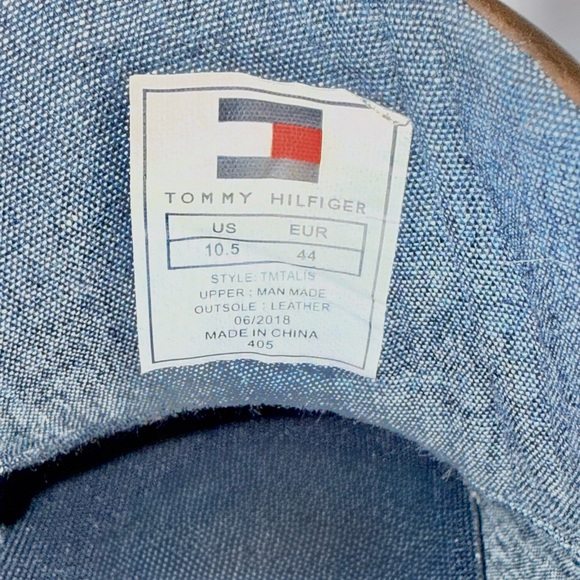 TOMMY HILFIGER
US EUR
10.5 44
STYLE: TMTALIS
UPPER : MAN MADE
OUTSOLE : LEATHER
06/2018
MADE IN CHINA
405